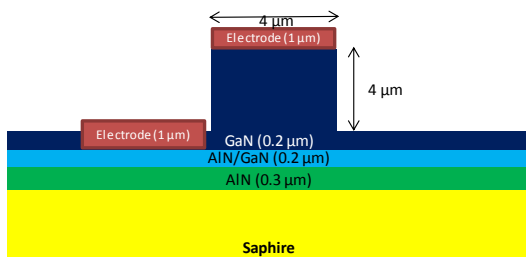 4 µm
Electrode (1 µm)
4 µm
Electrode (1 µm)
GaN (0.2 µm)
AlN/GaN (0.2 µm)
AlN (0.3 µm)
Saphire